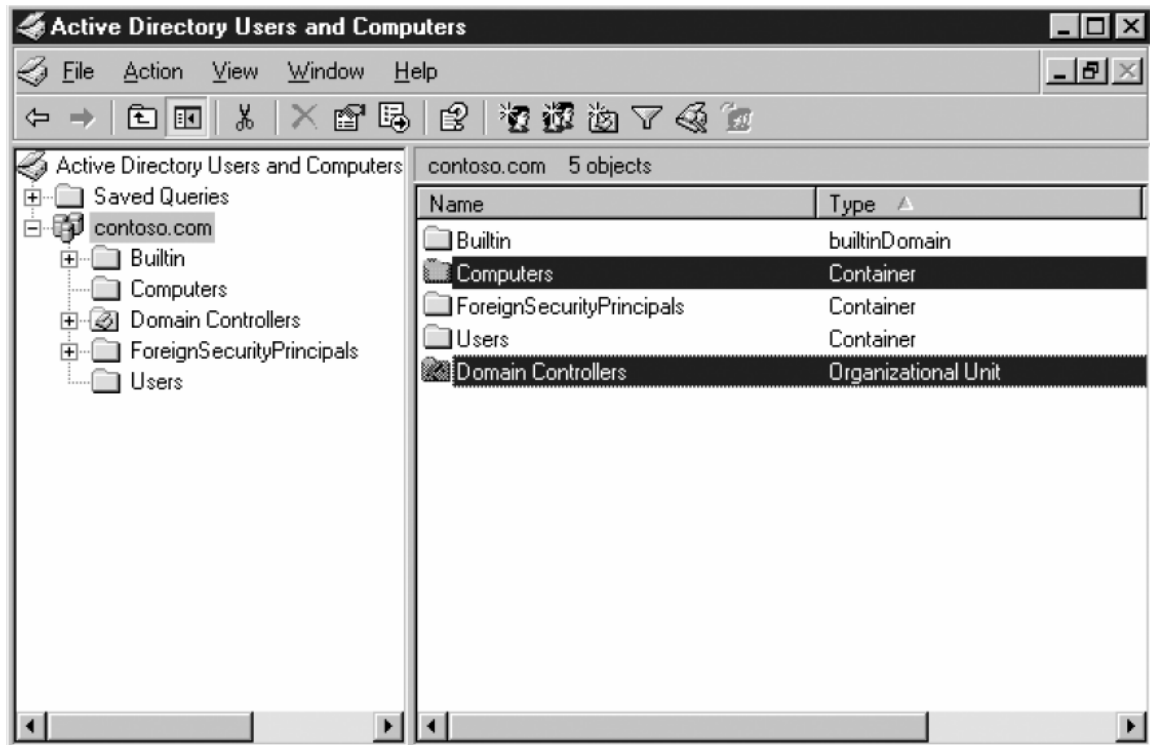 Active Directory Users and Computers
File Action View Window Help
Active Directory Users and Computers
Saved Queries
contoso.com
Builtin
Computers
Domain Controllers
ForeignSecurityPrincipals
Users
contoso.com 5 objects
Name Type
Builtin builtinDomain
Computers Container
ForeignSecurityPrincipals Container
Users Container
Domain Controllers Organizational Unit